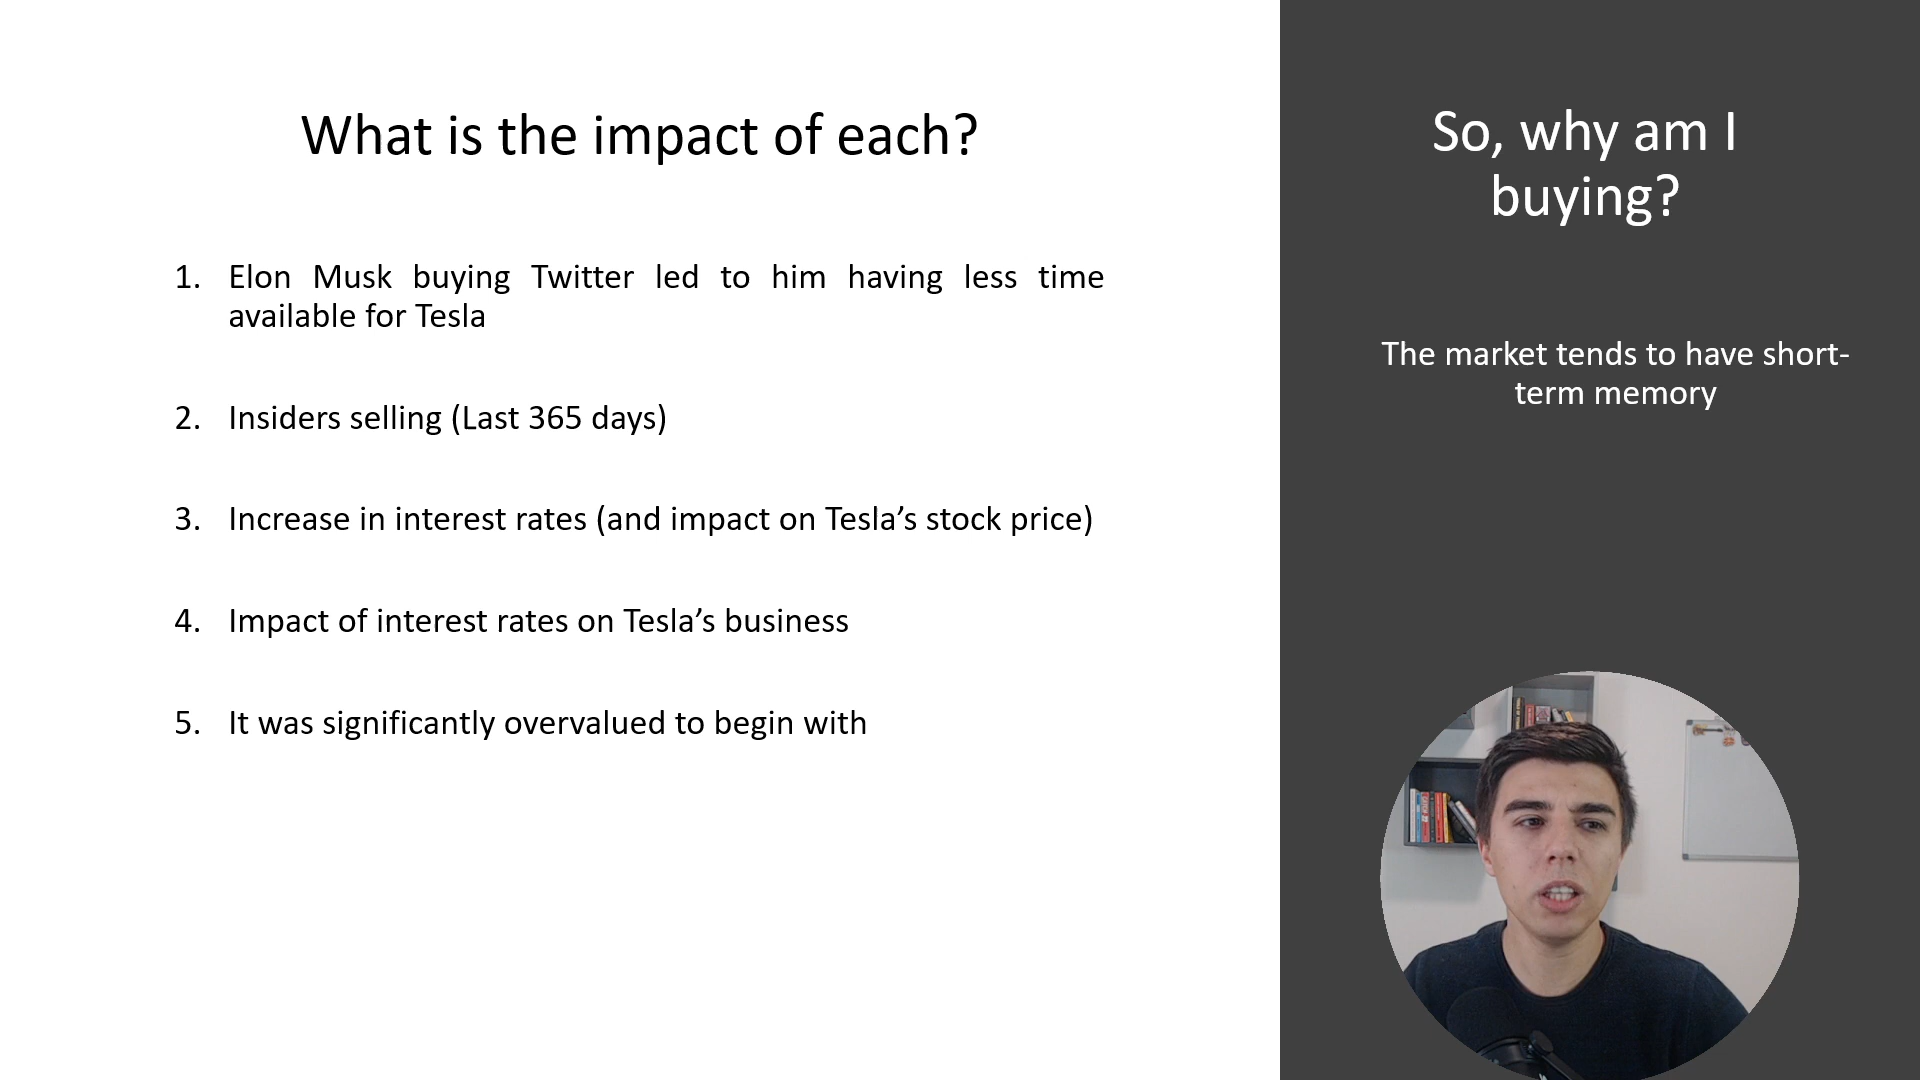 What is the impact of each?
1. Elon Musk buying Twitter led to him having less time
available for Tesla
2. Insiders selling (Last 365 days)
3. Increase in interest rates (and impact on Tesla’s stock price)
4. Impact of interest rates on Tesla’s business
5. It was significantly overvalued to begin with
So, why am I
buying?
The market tends to have short-
term memory